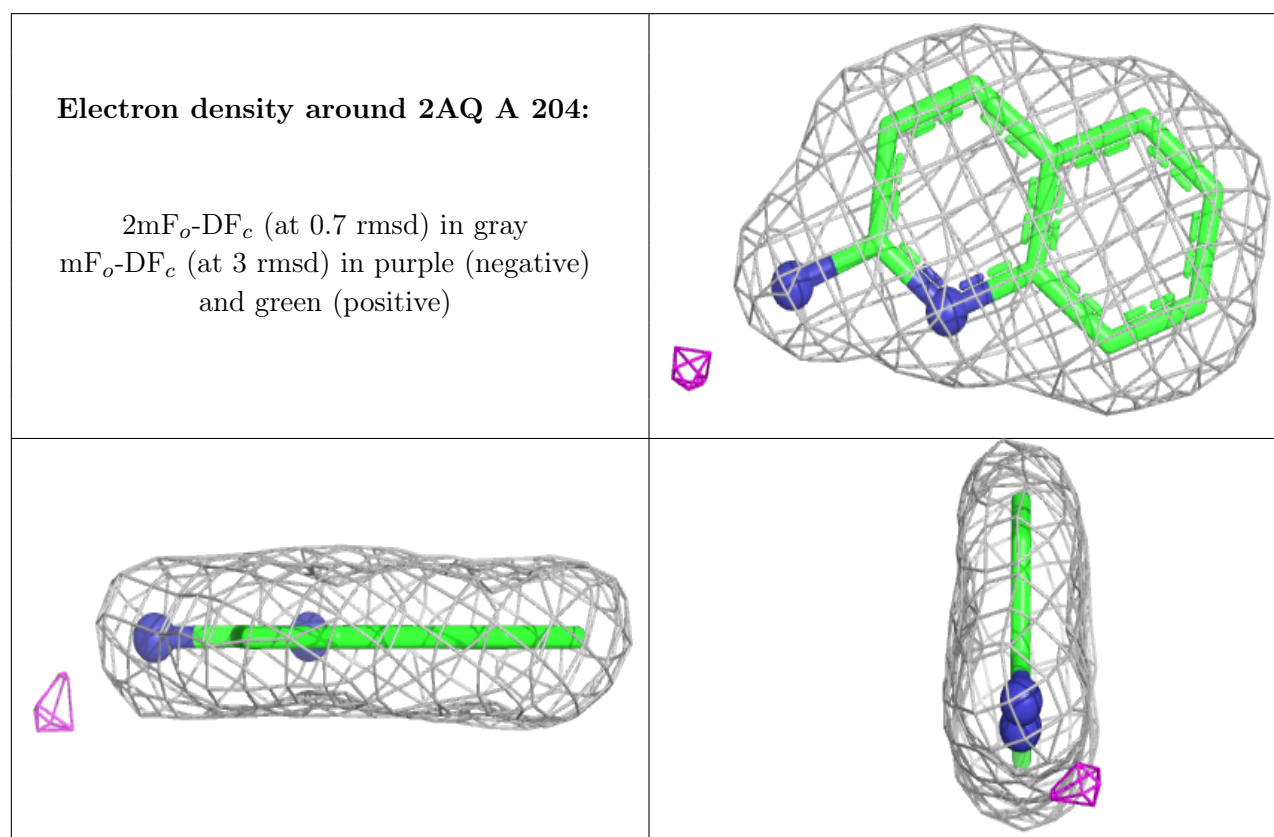 Electron density around 2AQ A 204:
2mFo-DFc (at 0.7 rmsd) in gray
mFo-DFc (at 3 rmsd) in purple (negative)
and green (positive)